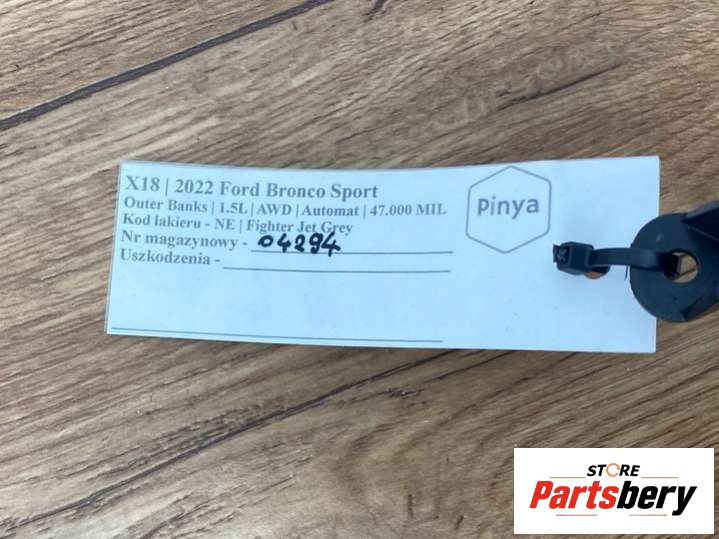 X18 | 2022 Ford Bronco Sport
Outer Banks | 1.5L | AWD | Automat | 47.000 MIL
Kod lakieru - NE | Fighter Jet Grey
Nr magazynowy - 04294
Uszkodzenia -
Pinya
STORE
Partsbery